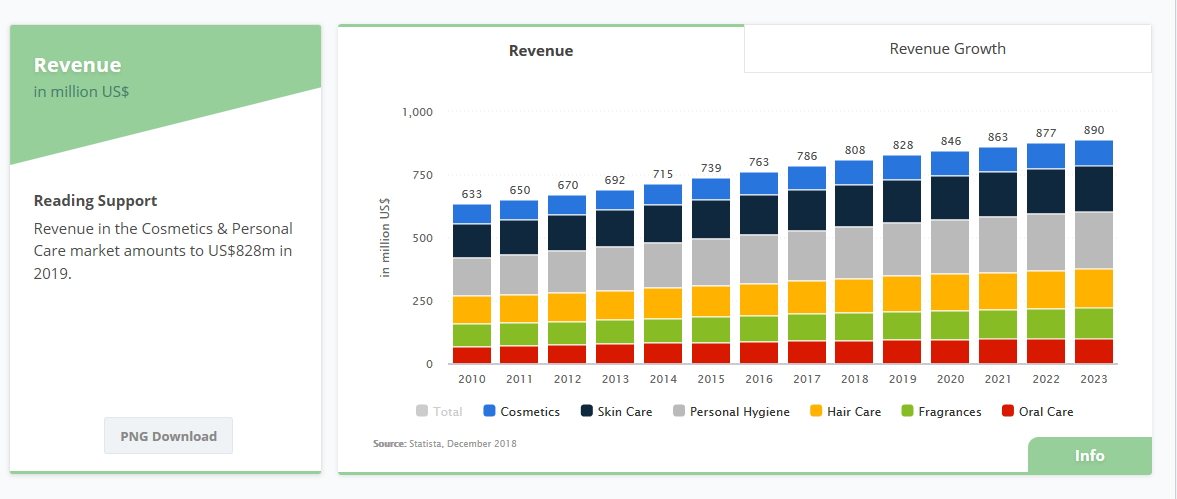 Revenue
in million US$
Reading Support
Revenue in the Cosmetics & Personal
Care market amounts to US$828m in
2019.
PNG Download
Revenue
Revenue Growth
in million US$
1,000
750
500
250
0
633 650 670 692 715 739 763 786 808 828 846 863 877 890
2010 2011 2012 2013 2014 2015 2016 2017 2018 2019 2020 2021 2022 2023
Total Cosmetics Skin Care Personal Hygiene Hair Care Fragrances Oral Care
Source: Statista, December 2018
Info